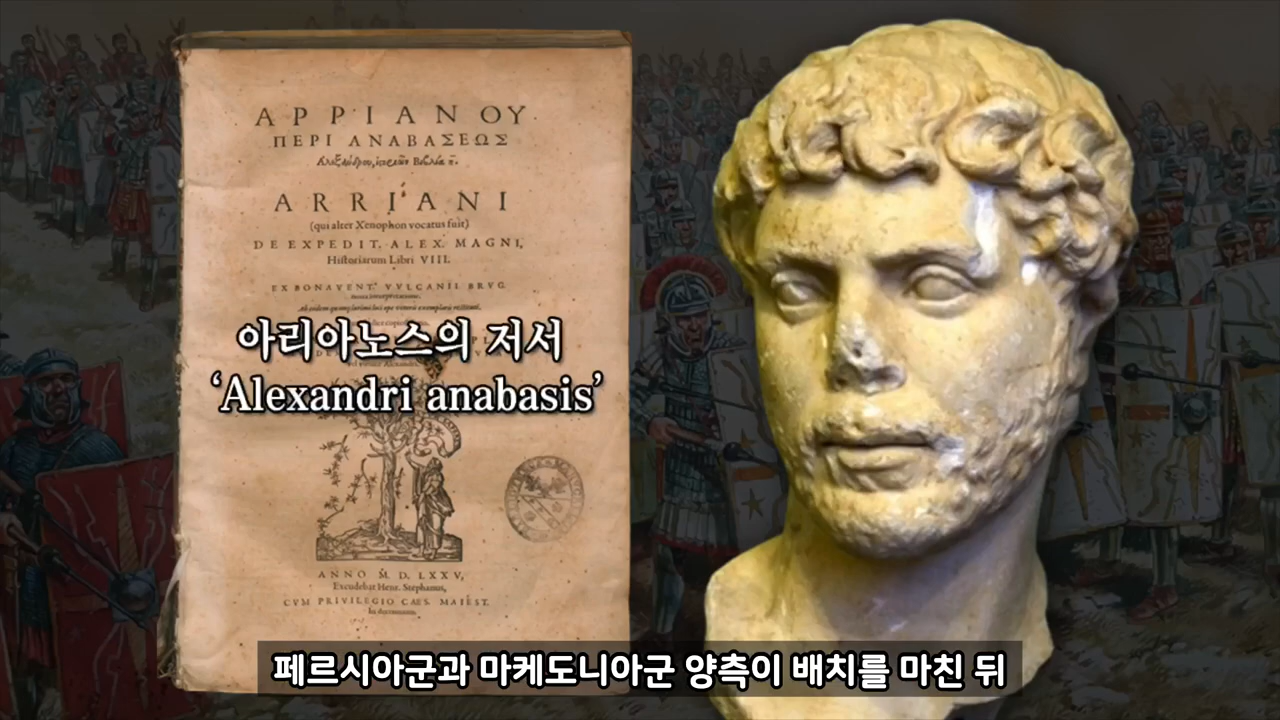 ΑΡΡΙΑΝΟΥ
ΠΕΡΙ ΑΝΑΒΑΣΕΩΣ
ARRIANI
(qui alter Xenophon vocatus fuit)
DE EXPEDIT. ALEX. MAGNI,
Historiarum Libri VIII.
EX BONAVENT. VVLCANII BRVG.
아리아노스의 저서
‘Alexandri anabasis’
ANNO M. D. LXXV,
Excudebat Henr. Stephanus,
CVM PRIVILEGIO CAES. MAIEST.
페르시아군과 마케도니아군 양측이 배치를 마친 뒤